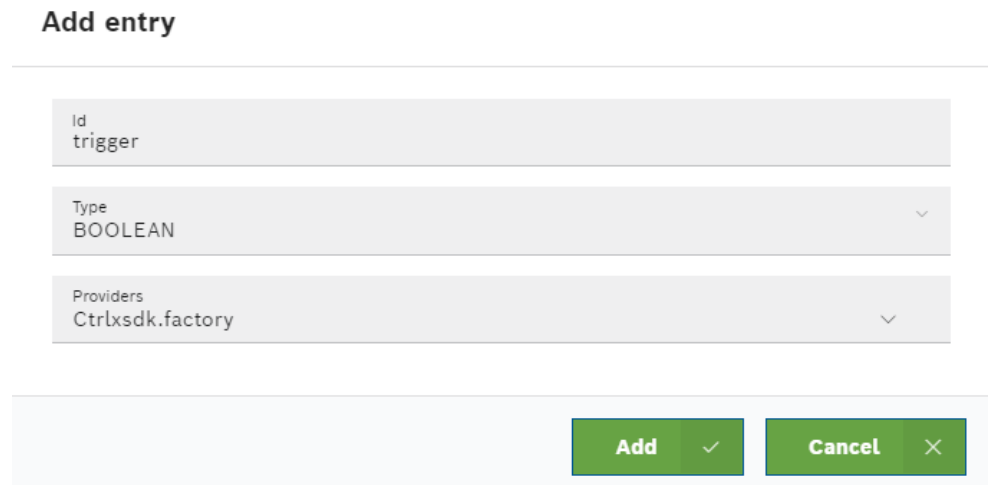 Add entry
Id
trigger
Type
BOOLEAN
Providers
Ctrlxsdk.factory
Add
Cancel